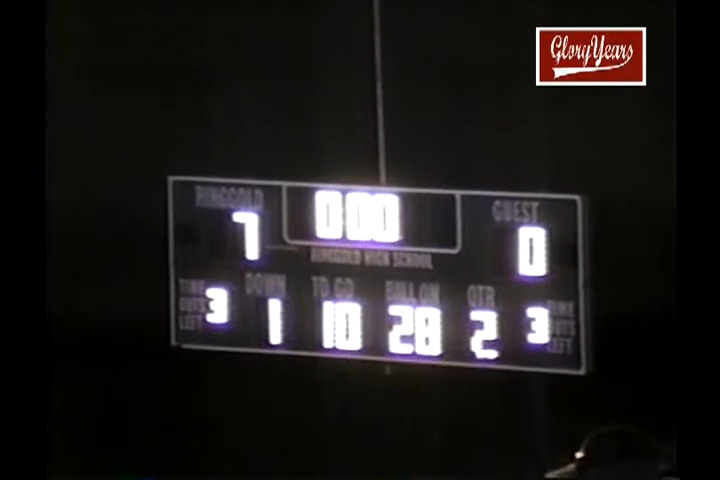 GloryYears
RINGGOLD 0:00 GUEST
7 0
RINGGOLD HIGH SCHOOL
DOWN TO GO BALL ON QTR
TIME OUTS LEFT 3 1 10 28 2 3 TIME OUTS LEFT